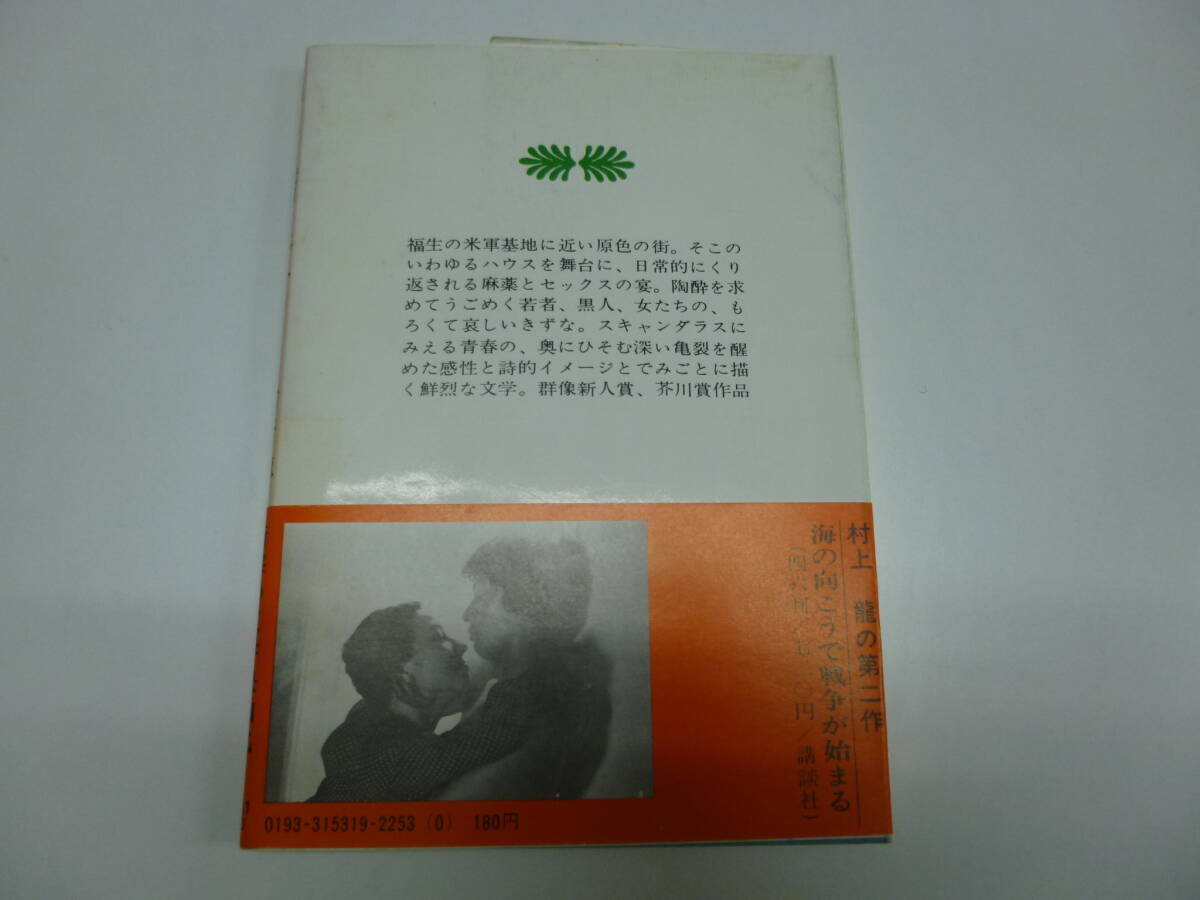 福生の米軍基地に近い原色の街。そこの
いわゆるハウスを舞台に、日常的にくり
返される麻薬とセックスの宴。陶酔を求
めてうごめく若者、黒人、女たちの、も
ろくて哀しいきずな。スキャンダラスに
みえる青春の、奥にひそむ深い亀裂を醒
めた感性と詩的イメージとでみごとに描
く鮮烈な文学。群像新人賞、芥川賞作品
村上 龍の第二作
海の向こうで戦争が始まる
円/講談社)
0193-315319-2253 (0) 180円